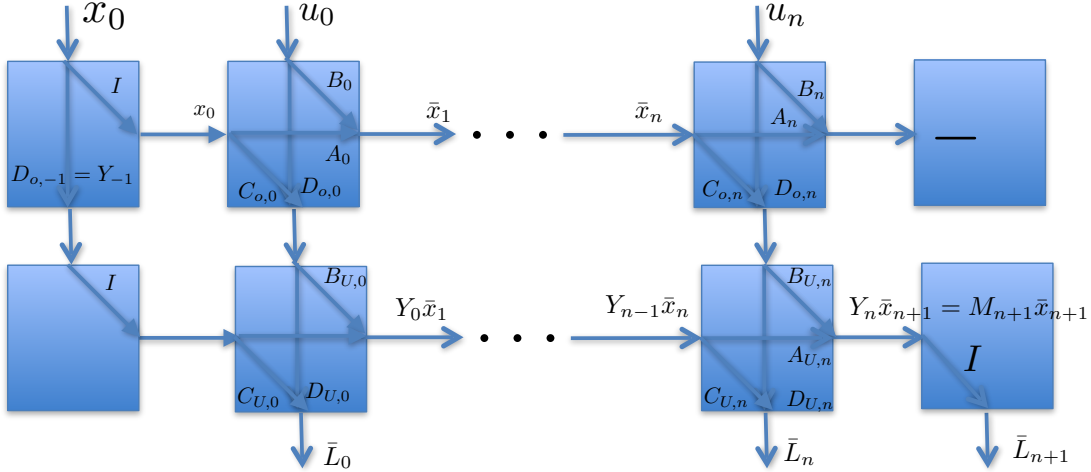 x_0 u_0 u_n
I B_0 B_n
x_0 x̄_1 · · · x̄_n A_n —
A_0
D_{o,−1} = Y_{−1} C_{o,0} D_{o,0} C_{o,n} D_{o,n}
I B_{U,0} B_{U,n}
Y_0x̄_1 Y_{n−1}x̄_n Y_nx̄_{n+1} = M_{n+1}x̄_{n+1}
· · · A_{U,n} I
C_{U,0} D_{U,0} C_{U,n} D_{U,n}
L̄_0 L̄_n L̄_{n+1}